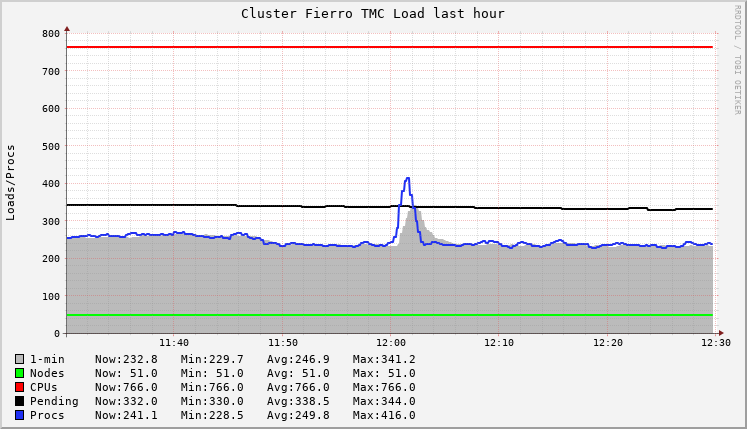 Cluster Fierro TMC Load last hour
RRDTOOL / TOBI OETIKER
Loads/Procs
800
700
600
500
400
300
200
100
0
11:40 11:50 12:00 12:10 12:20 12:30
1-min Now:232.8 Min:229.7 Avg:246.9 Max:341.2
Nodes Now: 51.0 Min: 51.0 Avg: 51.0 Max: 51.0
CPUs Now:766.0 Min:766.0 Avg:766.0 Max:766.0
Pending Now:332.0 Min:330.0 Avg:338.5 Max:344.0
Procs Now:241.1 Min:228.5 Avg:249.8 Max:416.0